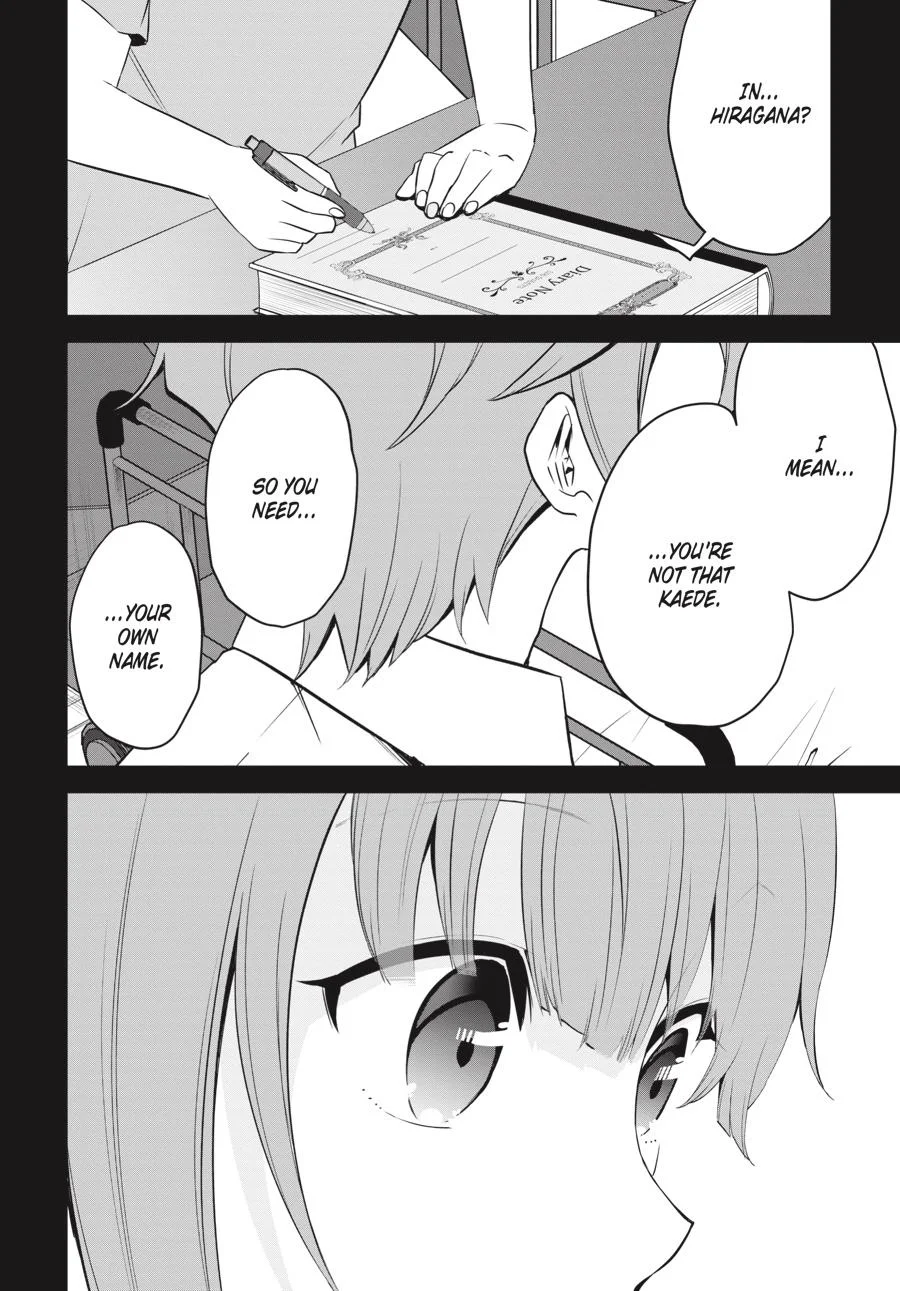 IN...
HIRAGANA?
Diary Note
I
MEAN...
...YOU'RE
NOT THAT
KAEDE.
SO YOU
NEED...
...YOUR
OWN
NAME.